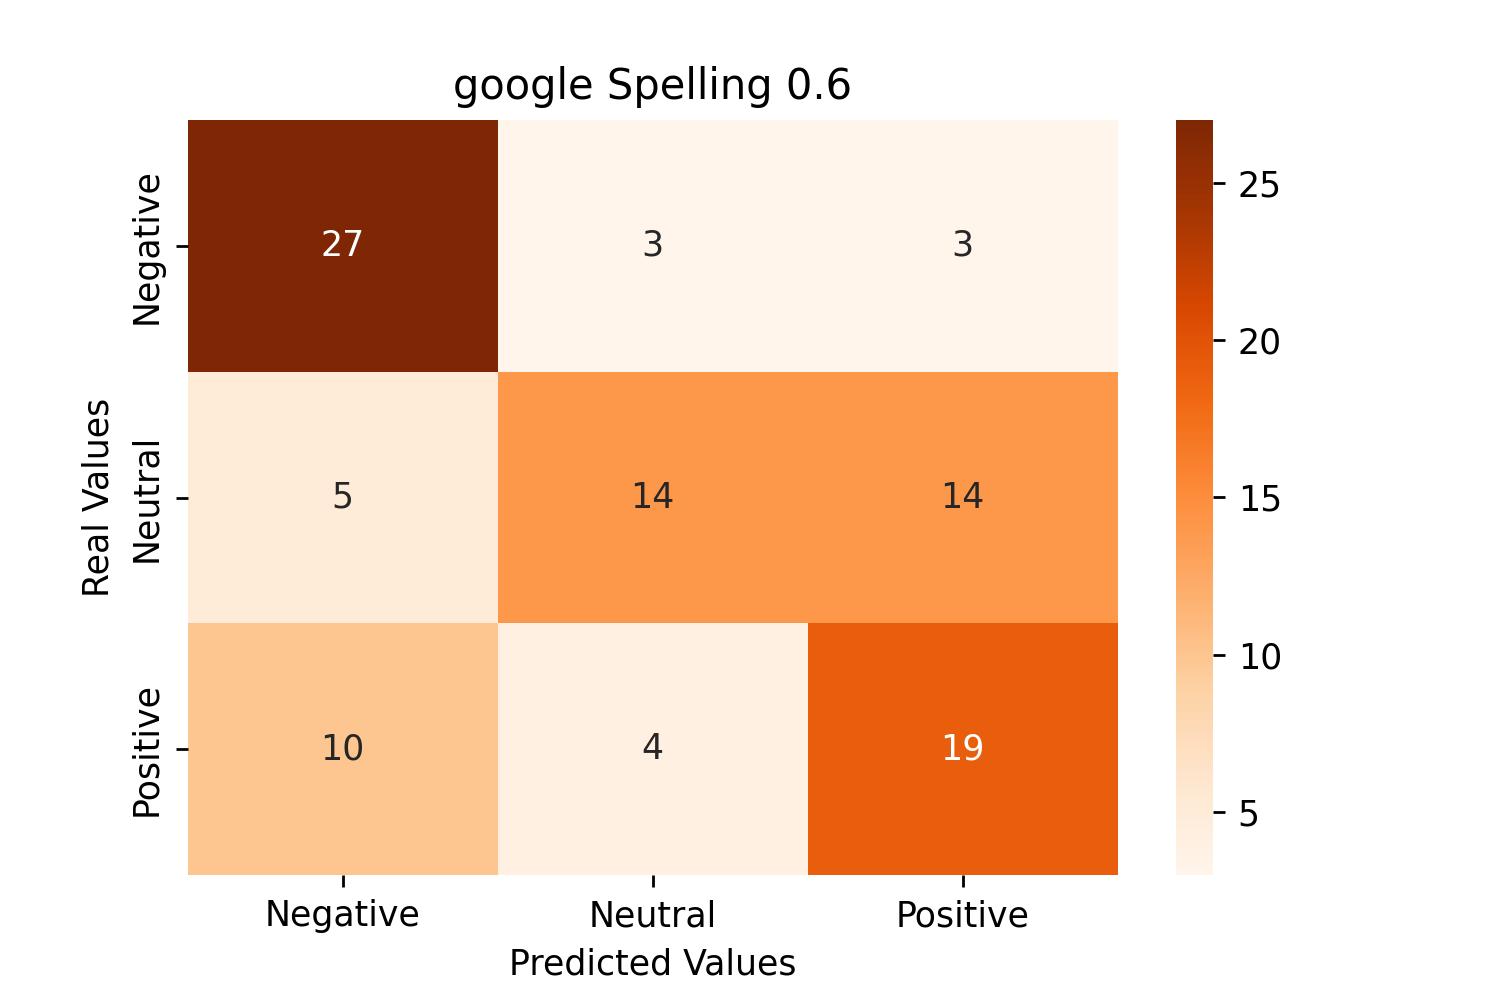 google Spelling 0.6
Real Values
Negative
27 3 3
Neutral
5 14 14
Positive
10 4 19
Negative Neutral Positive
Predicted Values
25
20
15
10
5